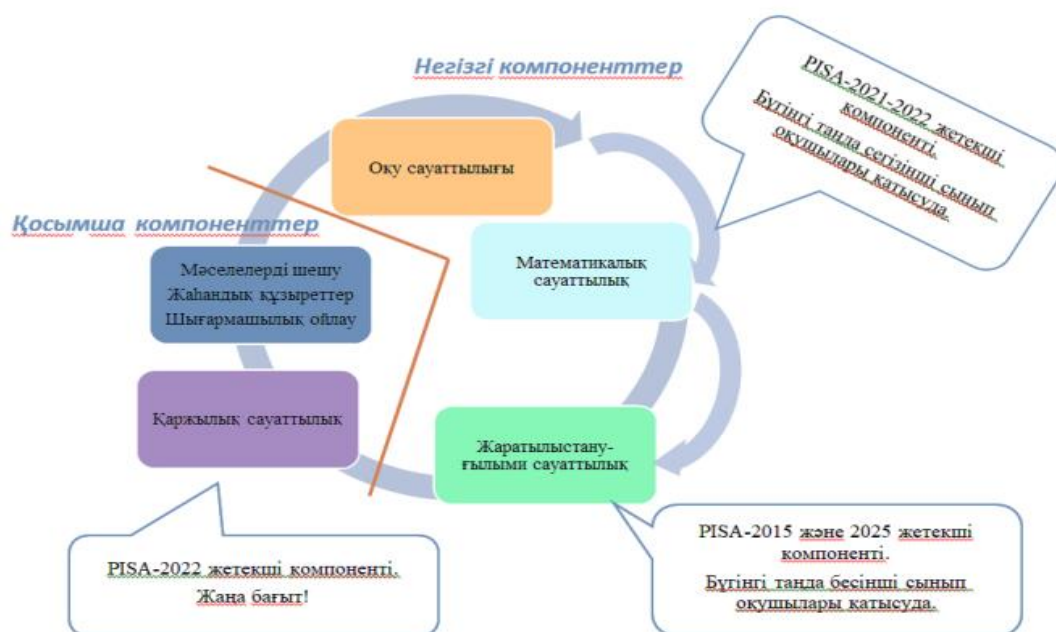 Негізгі компоненттер
PISA-2021-2022 жетекші
компоненті.
Бүгінгі таңда сегізінші сынып
оқушылары қатысуда.
Оқу сауаттылығы
Қосымша компоненттер
Мәселелерді шешу
Жаһандық құзыреттер
Шығармашылық ойлау
Математикалық
сауаттылық
Қаржылық сауаттылық
Жаратылыстану-
ғылыми сауаттылық
PISA-2022 жетекші компоненті.
Жаңа бағыт!
PISA-2015 және 2025 жетекші
компоненті.
Бүгінгі таңда бесінші сынып
оқушылары қатысуда.